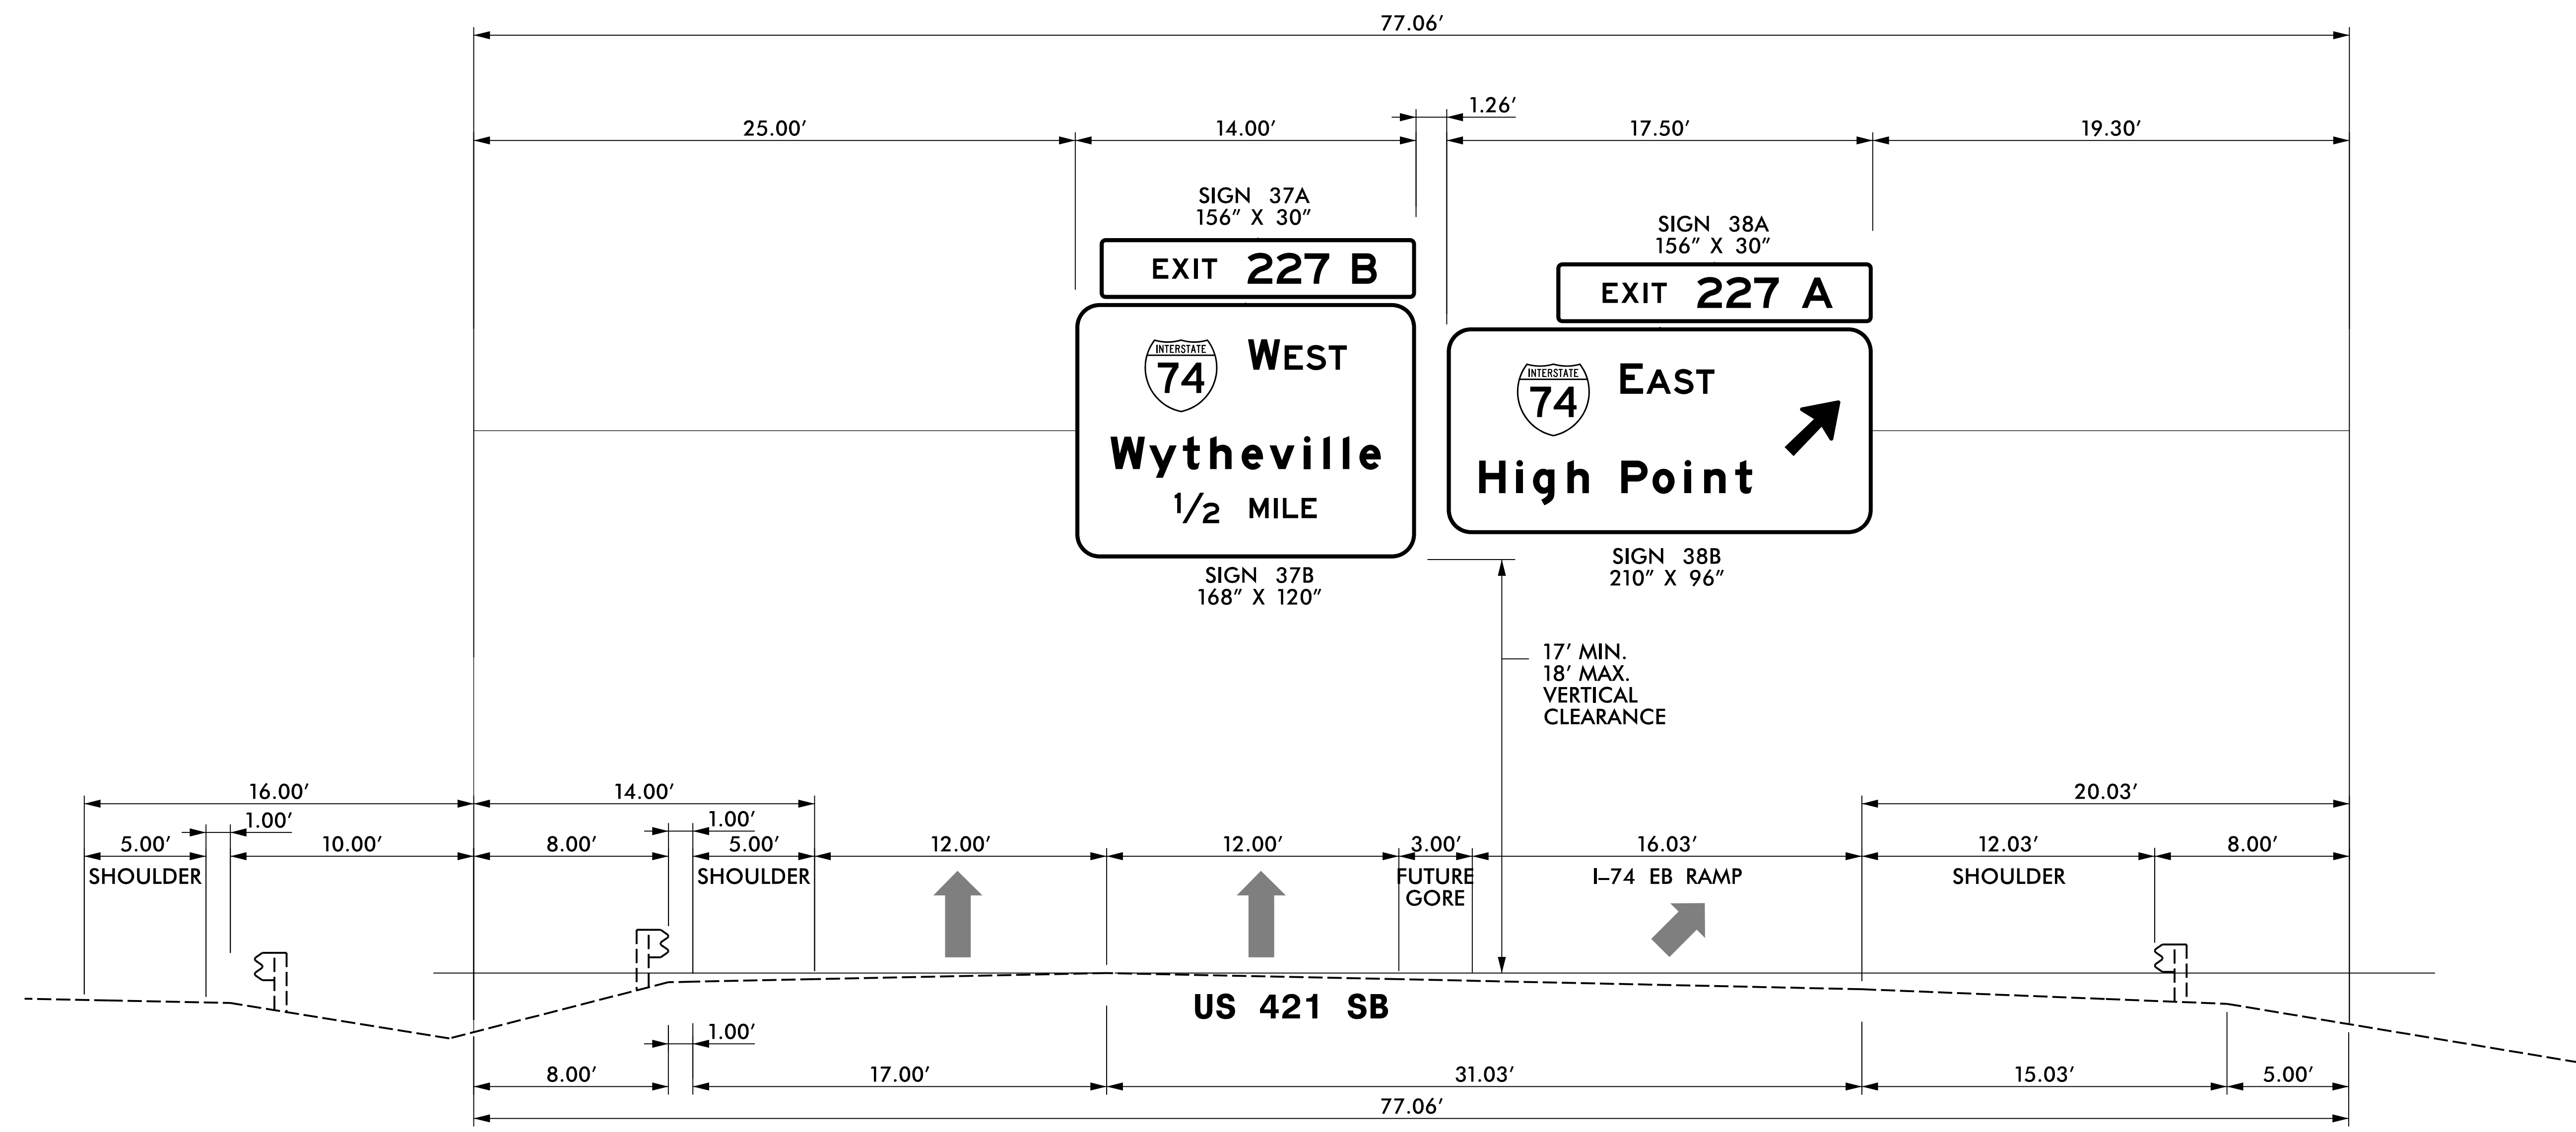 77.06′
1.26′
25.00′ 14.00′ 17.50′ 19.30′
SIGN 37A
156″ X 30″
SIGN 38A
156″ X 30″
EXIT 227 B
EXIT 227 A
INTERSTATE
74 WEST
Wytheville
1/2 MILE
INTERSTATE
74 EAST
High Point
SIGN 37B
168″ X 120″
SIGN 38B
210″ X 96″
17′ MIN.
18′ MAX.
VERTICAL
CLEARANCE
16.00′ 14.00′ 20.03′
1.00′ 1.00′
5.00′ 10.00′ 8.00′ 5.00′ 12.00′ 12.00′ 3.00′ 16.03′ 12.03′ 8.00′
SHOULDER SHOULDER FUTURE I–74 EB RAMP SHOULDER
GORE
US 421 SB
1.00′
8.00′ 17.00′ 31.03′ 15.03′ 5.00′
77.06′